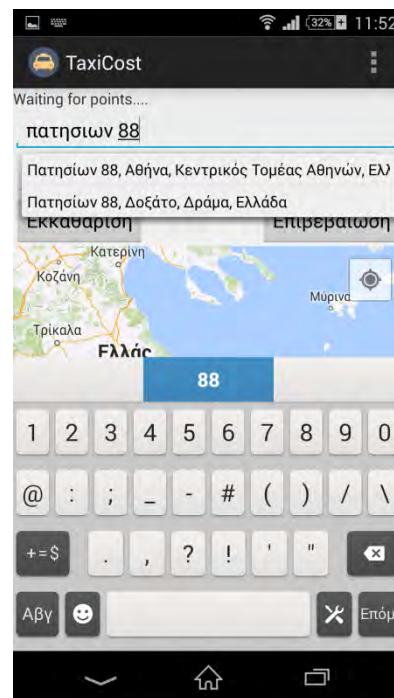 32% 11:52
TaxiCost
Waiting for points....
πατησιων 88
Πατησίων 88, Αθήνα, Κεντρικός Τομέας Αθηνών, Ελλ
Πατησίων 88, Δοξάτο, Δράμα, Ελλάδα
Εκκαθάριση Επιβεβαίωση
Κατερίνη
Κοζάνη
Μύρινα
Τρίκαλα
Ελλάς
88
1 2 3 4 5 6 7 8 9 0
@ : ; _ - # ( ) / \
+=$ . , ? ! ' "
Αβγ Επόμ